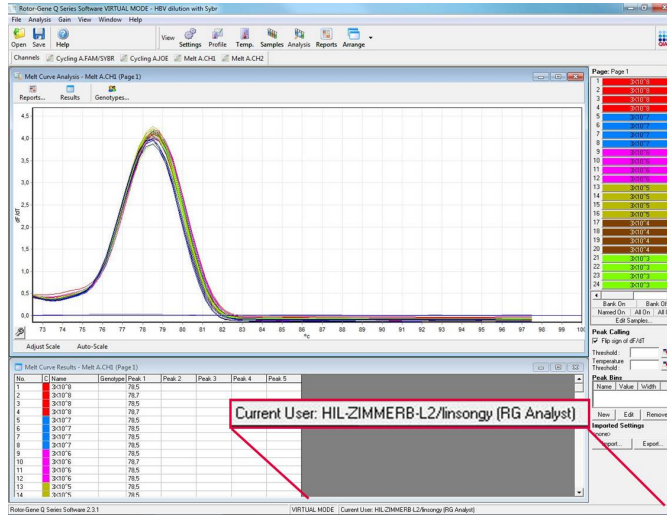 Rotor-Gene Q Series Software VIRTUAL MODE - HBV dilution with Sybr
File Analysis Gain View Window Help
Open Save Help View Settings Profile Temp. Samples Analysis Reports Arrange
Channels Cycling A.FAM/SYBR Cycling A.JOE Melt A.CH1 Melt A.CH2
Melt Curve Analysis - Melt A.CH1 (Page 1)
Reports... Results Genotypes...
dF/dT
4,5
4,0
3,5
3,0
2,5
2,0
1,5
1,0
0,5
0,0
73 74 75 76 77 78 79 80 81 82 83 84 85 86 87 88 89 90 91 92 93 94 95 96 97 98 99
°C
Adjust Scale Auto-Scale
Page: Page 1
1 3X10^8
2 3X10^8
3 3X10^8
4 3X10^8
5 3X10^7
6 3X10^7
7 3X10^7
8 3X10^7
9 3X10^6
10 3X10^6
11 3X10^6
12 3X10^6
13 3X10^5
14 3X10^5
15 3X10^5
16 3X10^5
17 3X10^4
18 3X10^4
19 3X10^4
20 3X10^4
21 3X10^3
22 3X10^3
23 3X10^3
24 3X10^3
Bank On Bank Of
Named On All On All
Edit Samples...
Peak Calling
Flip sign of dF/dT
Threshold :
Temperature
Threshold :
Peak Bins
Name Value Width
New Edit Remove
Imported Settings
(none)
Import... Export...
Melt Curve Results - Melt A.CH1 (Page 1)
No. C Name Genotype Peak 1 Peak 2 Peak 3 Peak 4 Peak 5
1 3X10^8 78,5
2 3X10^8 78,7
3 3X10^8 78,5
4 3X10^8 78,7
5 3X10^7 78,5
6 3X10^7 78,5
7 3X10^7 78,5
8 3X10^7 78,5
9 3X10^6 78,5
10 3X10^6 78,7
11 3X10^6 78,5
12 3X10^6 78,5
13 3X10^5 78,5
14 3X10^5 78,5
Current User: HIL-ZIMMERB-L2/linsongy (RG Analyst)
Rotor-Gene Q Series Software 2.3.1 VIRTUAL MODE Current User: HIL-ZIMMERB-L2/linsongy (RG Analyst)